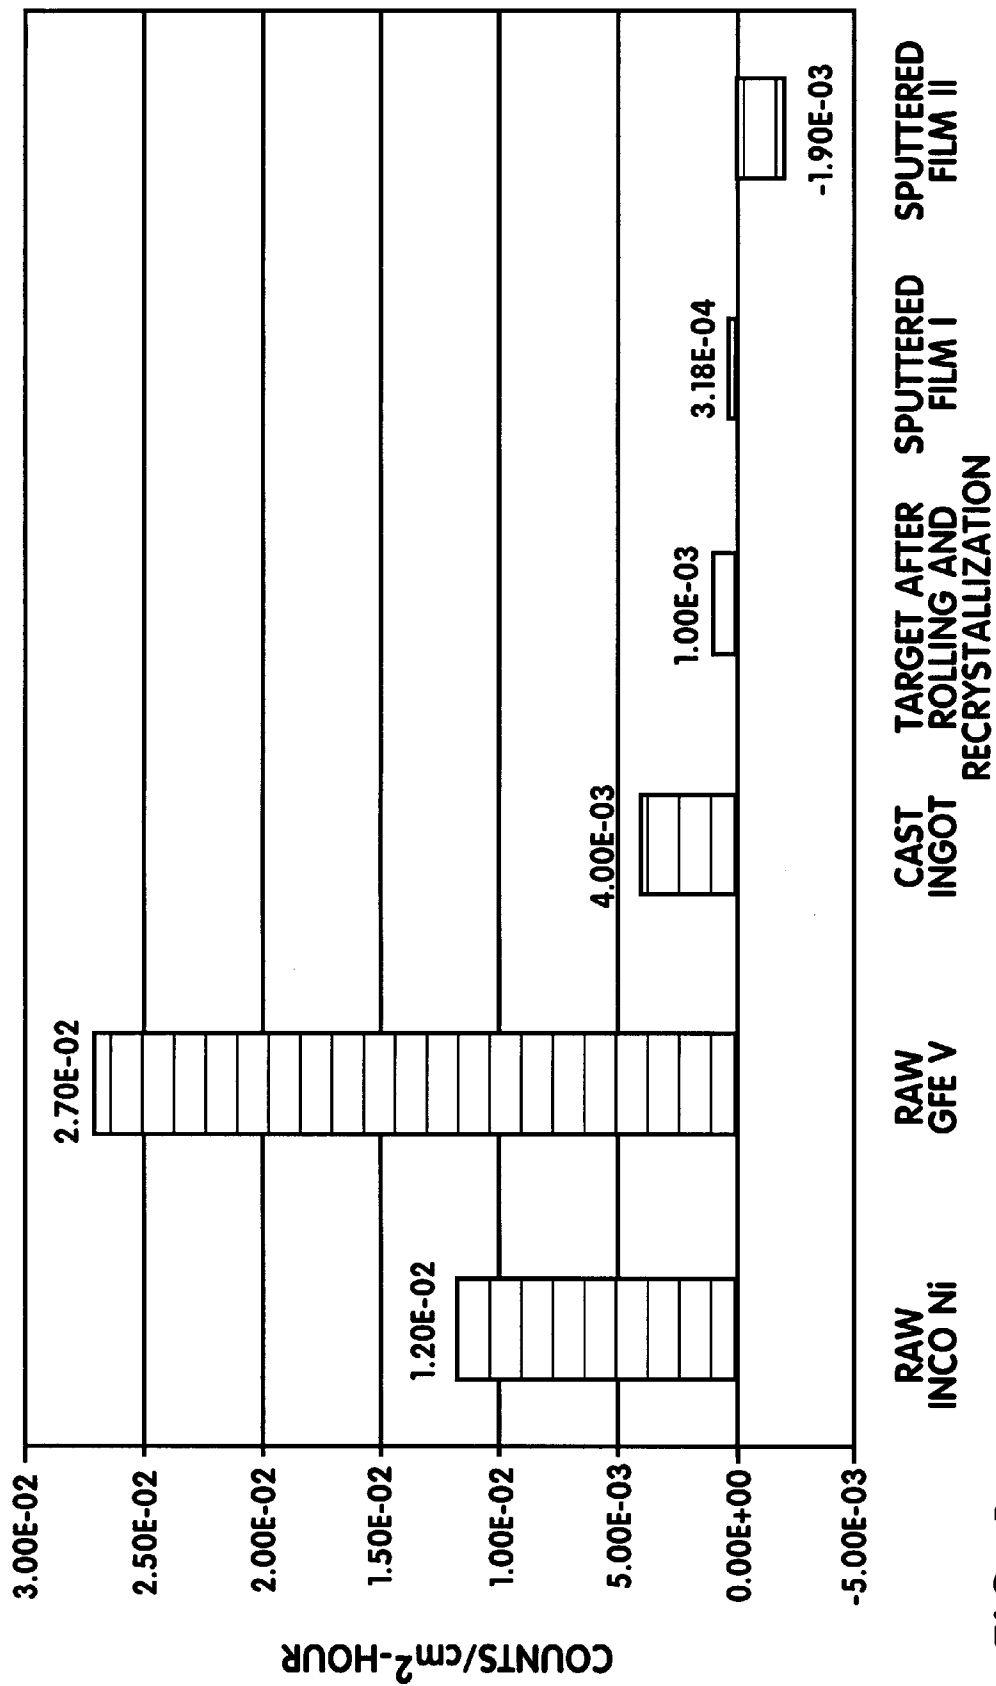 3.00E-02
2.50E-02
2.00E-02
1.50E-02
1.00E-02
5.00E-03
0.00E+00
-5.00E-03
COUNTS/cm²-HOUR
1.20E-02
2.70E-02
4.00E-03
1.00E-03
3.18E-04
-1.90E-03
RAW
INCO Ni
RAW
GFE V
CAST
INGOT
TARGET AFTER
ROLLING AND
RECRYSTALLIZATION
SPUTTERED
FILM I
SPUTTERED
FILM II